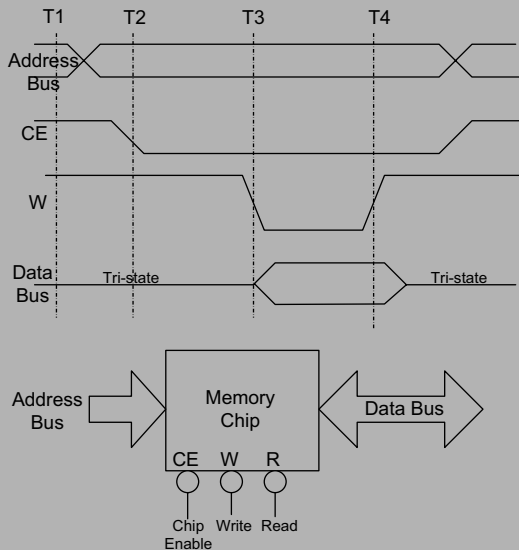 T1 T2 T3 T4
Address
Bus
CE
W
Data
Bus
Tri-state
Tri-state
Address
Bus
Memory
Chip
Data Bus
CE W R
Chip
Enable
Write
Read